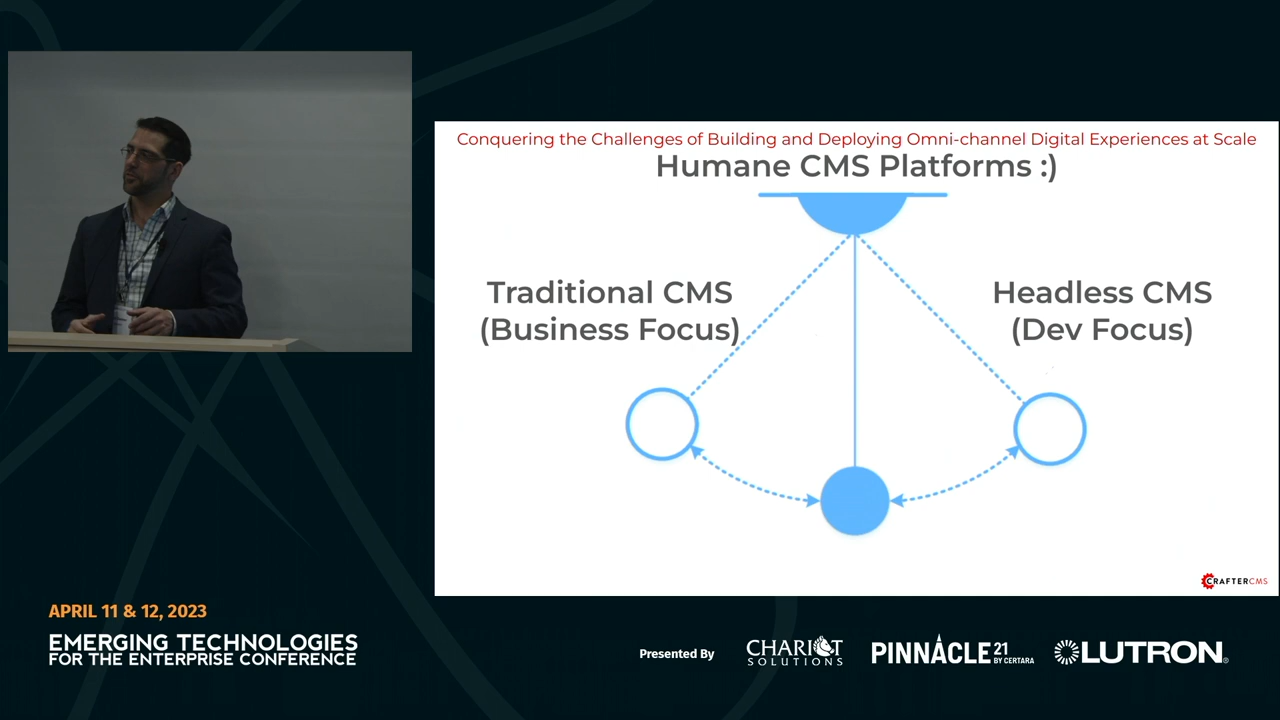 Conquering the Challenges of Building and Deploying Omni-channel Digital Experiences at Scale
Humane CMS Platforms :)
Traditional CMS
(Business Focus)
Headless CMS
(Dev Focus)
CRAFTERCMS
APRIL 11 & 12, 2023
EMERGING TECHNOLOGIES
FOR THE ENTERPRISE CONFERENCE
Presented By
CHARIOT
SOLUTIONS
PINNACLE 21
BY CERTARA
LUTRON